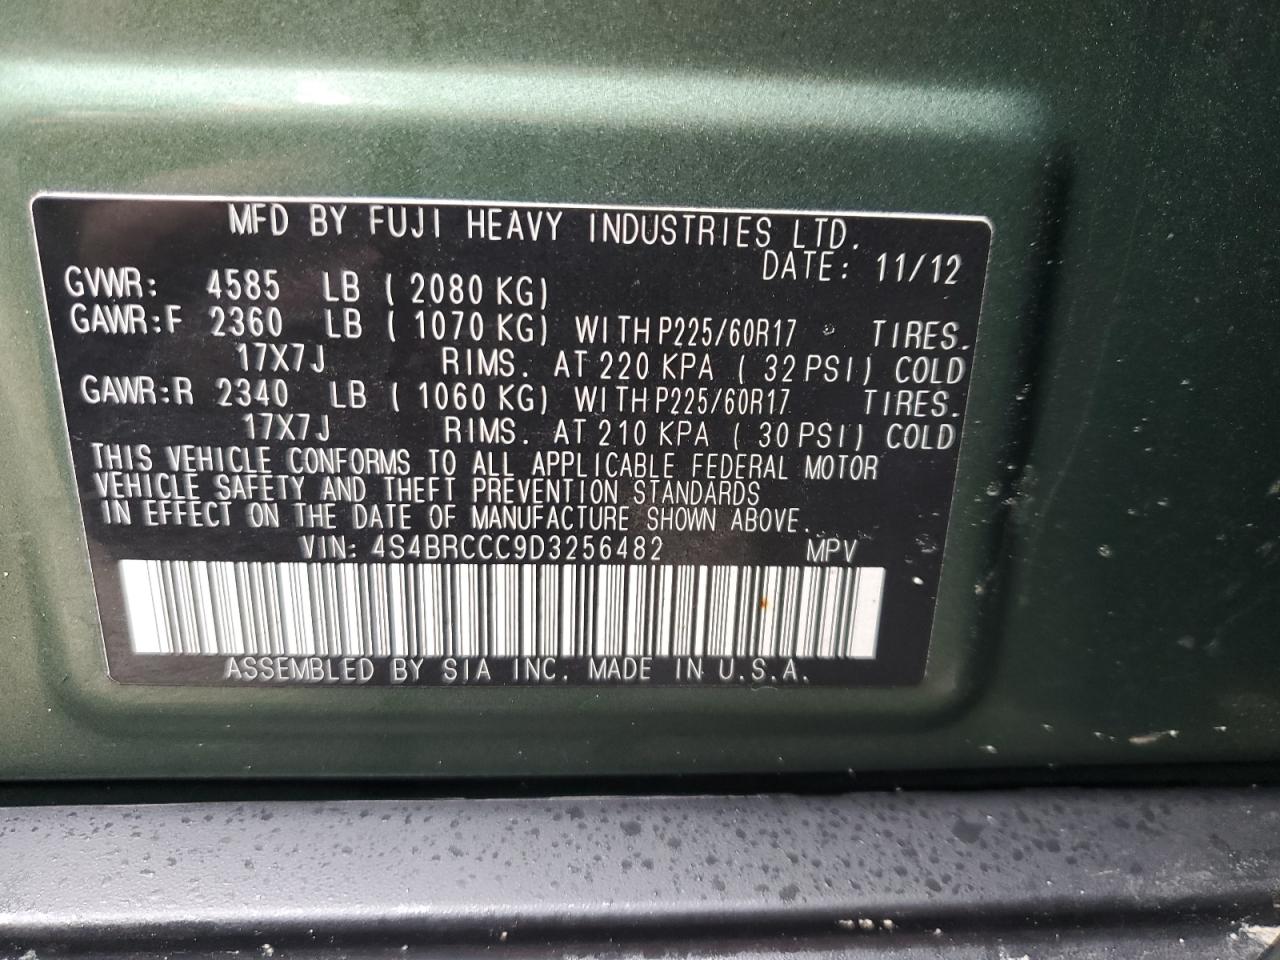 MFD BY FUJI HEAVY INDUSTRIES LTD.
DATE: 11/12
GVWR: 4585 LB ( 2080 KG)
GAWR:F 2360 LB ( 1070 KG) WITH P225/60R17 TIRES.
17X7J RIMS. AT 220 KPA ( 32 PSI) COLD
GAWR:R 2340 LB ( 1060 KG) WITH P225/60R17 TIRES.
17X7J RIMS. AT 210 KPA ( 30 PSI) COLD
THIS VEHICLE CONFORMS TO ALL APPLICABLE FEDERAL MOTOR
VEHICLE SAFETY AND THEFT PREVENTION STANDARDS
IN EFFECT ON THE DATE OF MANUFACTURE SHOWN ABOVE.
VIN: 4S4BRCCC9D3256482 MPV
ASSEMBLED BY SIA INC. MADE IN U.S.A.